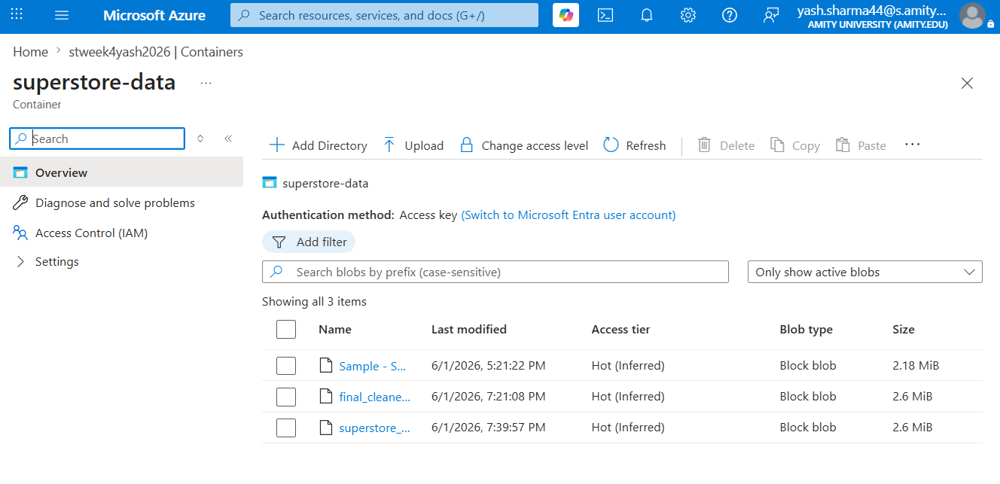 Microsoft Azure
Search resources, services, and docs (G+/)
yash.sharma44@s.amity...
AMITY UNIVERSITY (AMITY.EDU)
Home > stweek4yash2026 | Containers
superstore-data ...
Container
Search
Overview
Diagnose and solve problems
Access Control (IAM)
Settings
Add Directory Upload Change access level Refresh Delete Copy Paste ...
superstore-data
Authentication method: Access key (Switch to Microsoft Entra user account)
Add filter
Search blobs by prefix (case-sensitive)
Only show active blobs
Showing all 3 items
Name Last modified Access tier Blob type Size
Sample - S... 6/1/2026, 5:21:22 PM Hot (Inferred) Block blob 2.18 MiB
final_cleane... 6/1/2026, 7:21:08 PM Hot (Inferred) Block blob 2.6 MiB
superstore_... 6/1/2026, 7:39:57 PM Hot (Inferred) Block blob 2.6 MiB